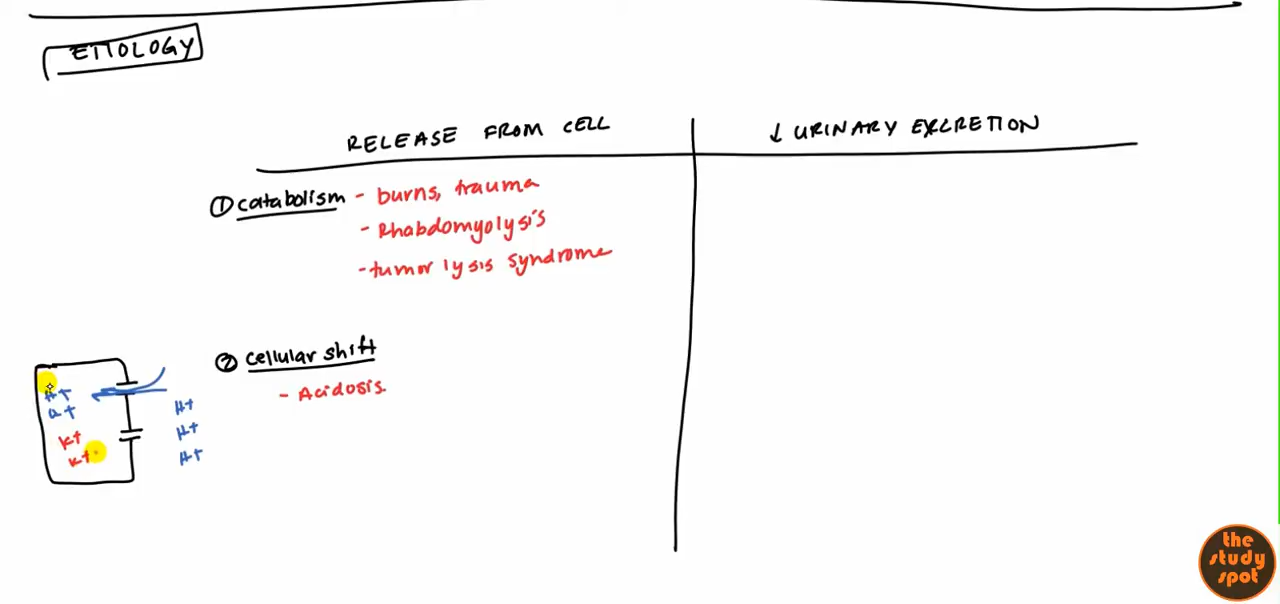 ETIOLOGY
RELEASE FROM CELL
↓ URINARY EXCRETION
① catabolism - burns, trauma
- Rhabdomyolysis
- tumor lysis syndrome
② cellular shift
- Acidosis
H+
H+
K+
K+
H+
H+
H+
the
study
spot